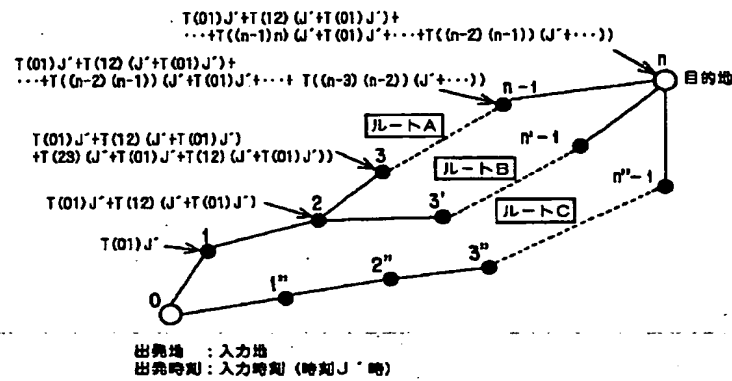 T(01)J゛+T(12)(J゛+T(01)J゛)+
…+T((n-1)n)(J゛+T(01)J゛+…+T((n-2)(n-1))(J゛+…))
T(01)J゛+T(12)(J゛+T(01)J゛)+
…+T((n-2)(n-1))(J゛+T(01)J゛+…+ T((n-3)(n-2))(J゛+…))
n
目的地
n-1
ルートA
T(01)J゛+T(12)(J゛+T(01)J゛)
+T(23)(J゛+T(01)J゛+T(12)(J゛+T(01)J゛))
3
n'-1
ルートB
n"-1
T(01)J゛+T(12)(J゛+T(01)J゛)
2
3'
ルートC
T(01)J゛
1
0
1"
2"
3"
出発地 :入力地
出発時刻:入力時刻(時刻J゛時)